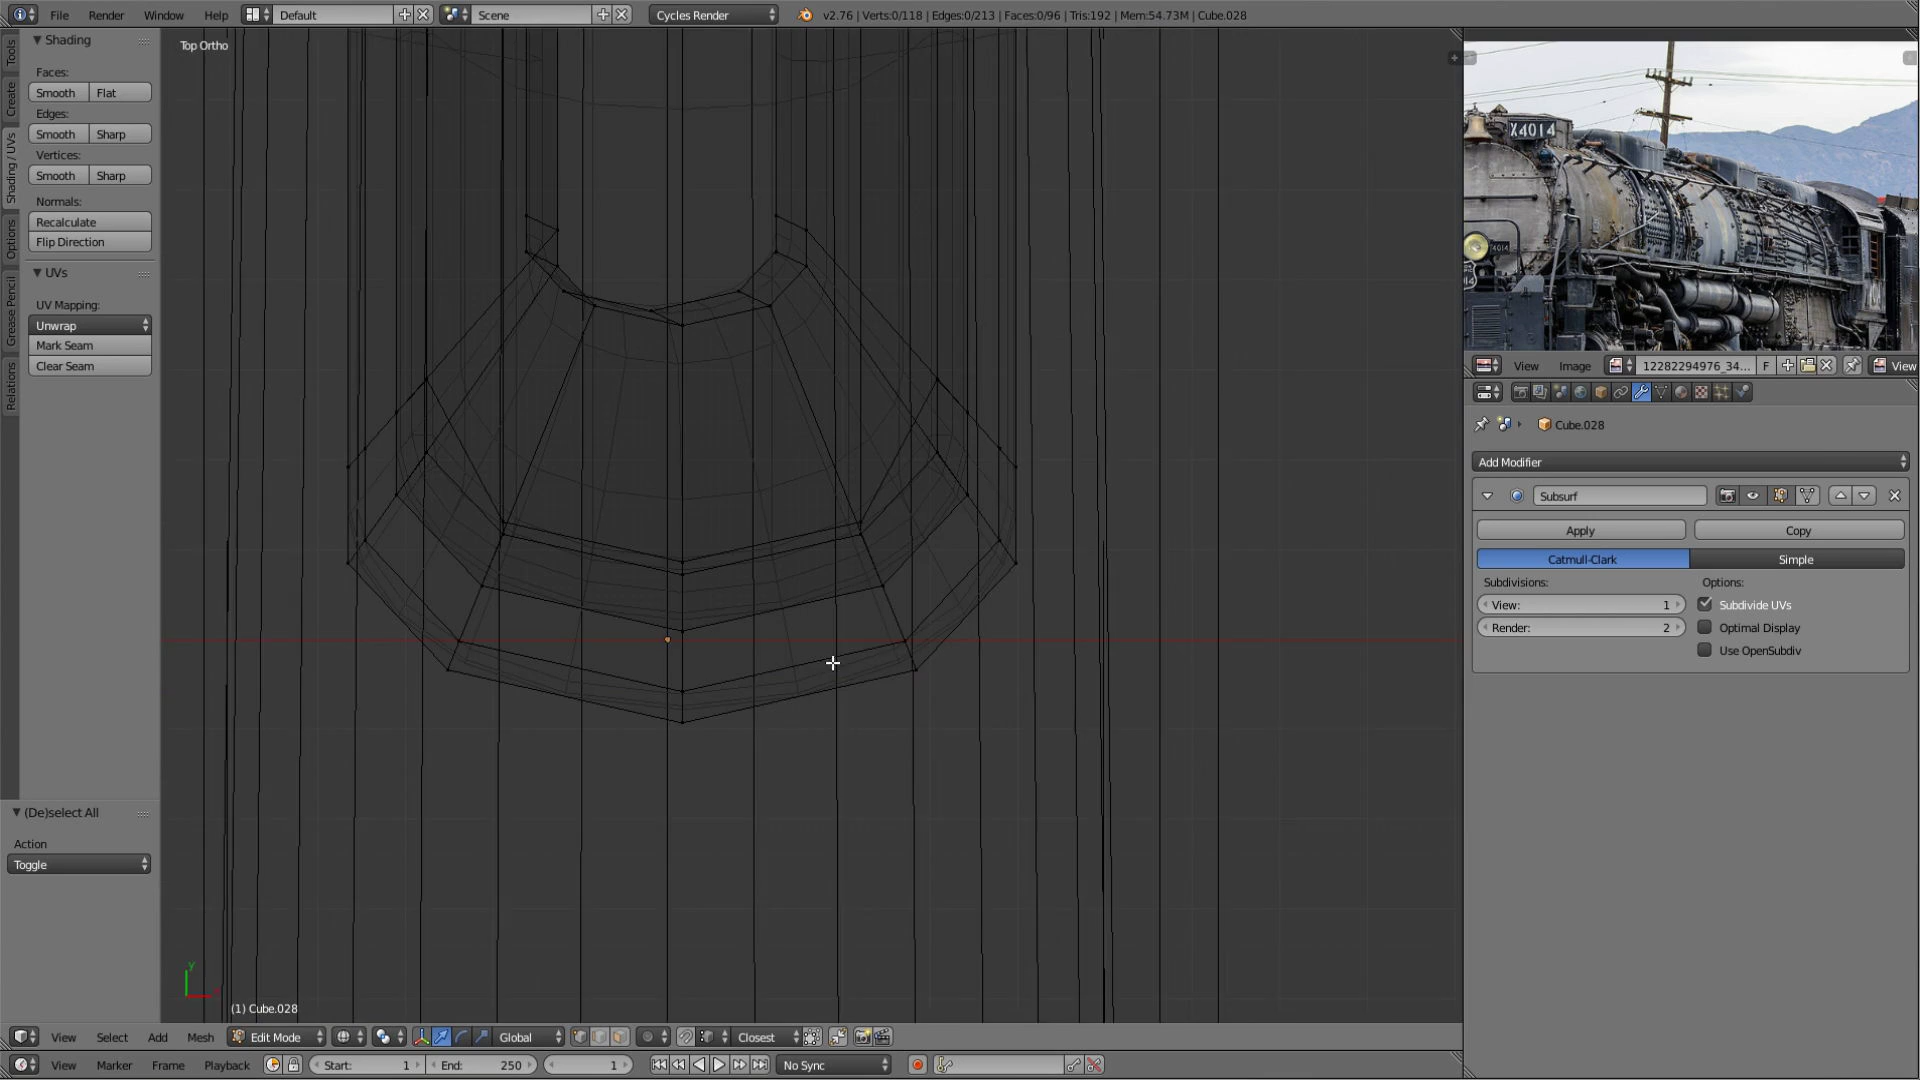 File Render Window Help Default Scene Cycles Render v2.76 | Verts:0/118 | Edges:0/213 | Faces:0/96 | Tris:192 | Mem:54.73M | Cube.028
Top Ortho
Tools
Create
Shading / UVs
Options
Grease Pencil
Relations
Shading
Faces:
Smooth Flat
Edges:
Smooth Sharp
Vertices:
Smooth Sharp
Normals:
Recalculate
Flip Direction
UVs
UV Mapping:
Unwrap
Mark Seam
Clear Seam
(De)select All
Action
Toggle
y
(1) Cube.028
X4014
4014
View Image 12282294976_34... F View
Cube.028
Add Modifier
Subsurf
Apply Copy
Catmull-Clark Simple
Subdivisions: Options:
View: 1 Subdivide UVs
Render: 2 Optimal Display
Use OpenSubdiv
View Select Add Mesh Edit Mode Global Closest
View Marker Frame Playback Start: 1 End: 250 1 No Sync